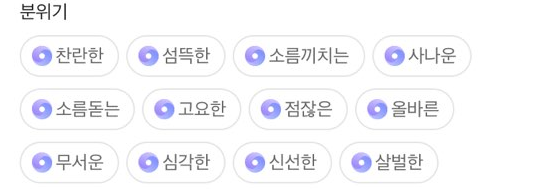 분위기
찬란한 섬뜩한 소름끼치는 사나운
소름돋는 고요한 점잖은 올바른
무서운 심각한 신선한 살벌한